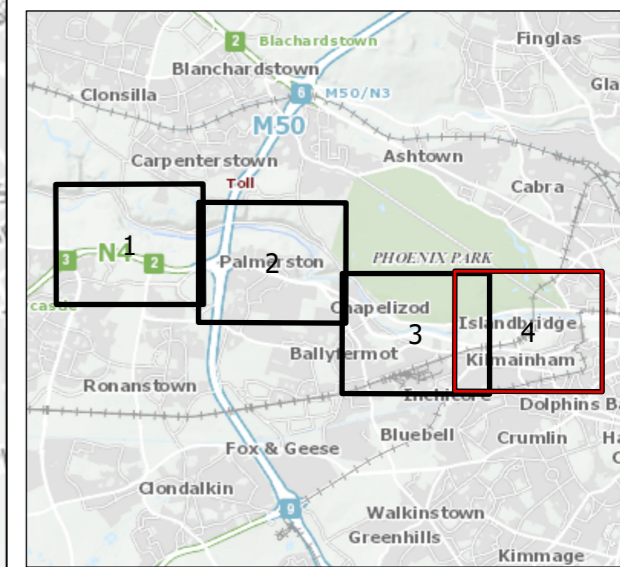 2
Blachardstown
Finglas
Blanchardstown
Gla
Clonsilla
6
M50/N3
M50
Carpenterstown
Ashtown
Toll
Cabra
1
N4
3
2
Palmerston
2
PHOENIX PARK
castle
Chapelizod
3
Islandbridge
4
Ballyfermot
Kilmainham
Ronanstown
Inchicore
Dolphins Ba
Bluebell
Crumlin
Ha
C
Fox & Geese
Clondalkin
9
Walkinstown
Greenhills
Kimmage